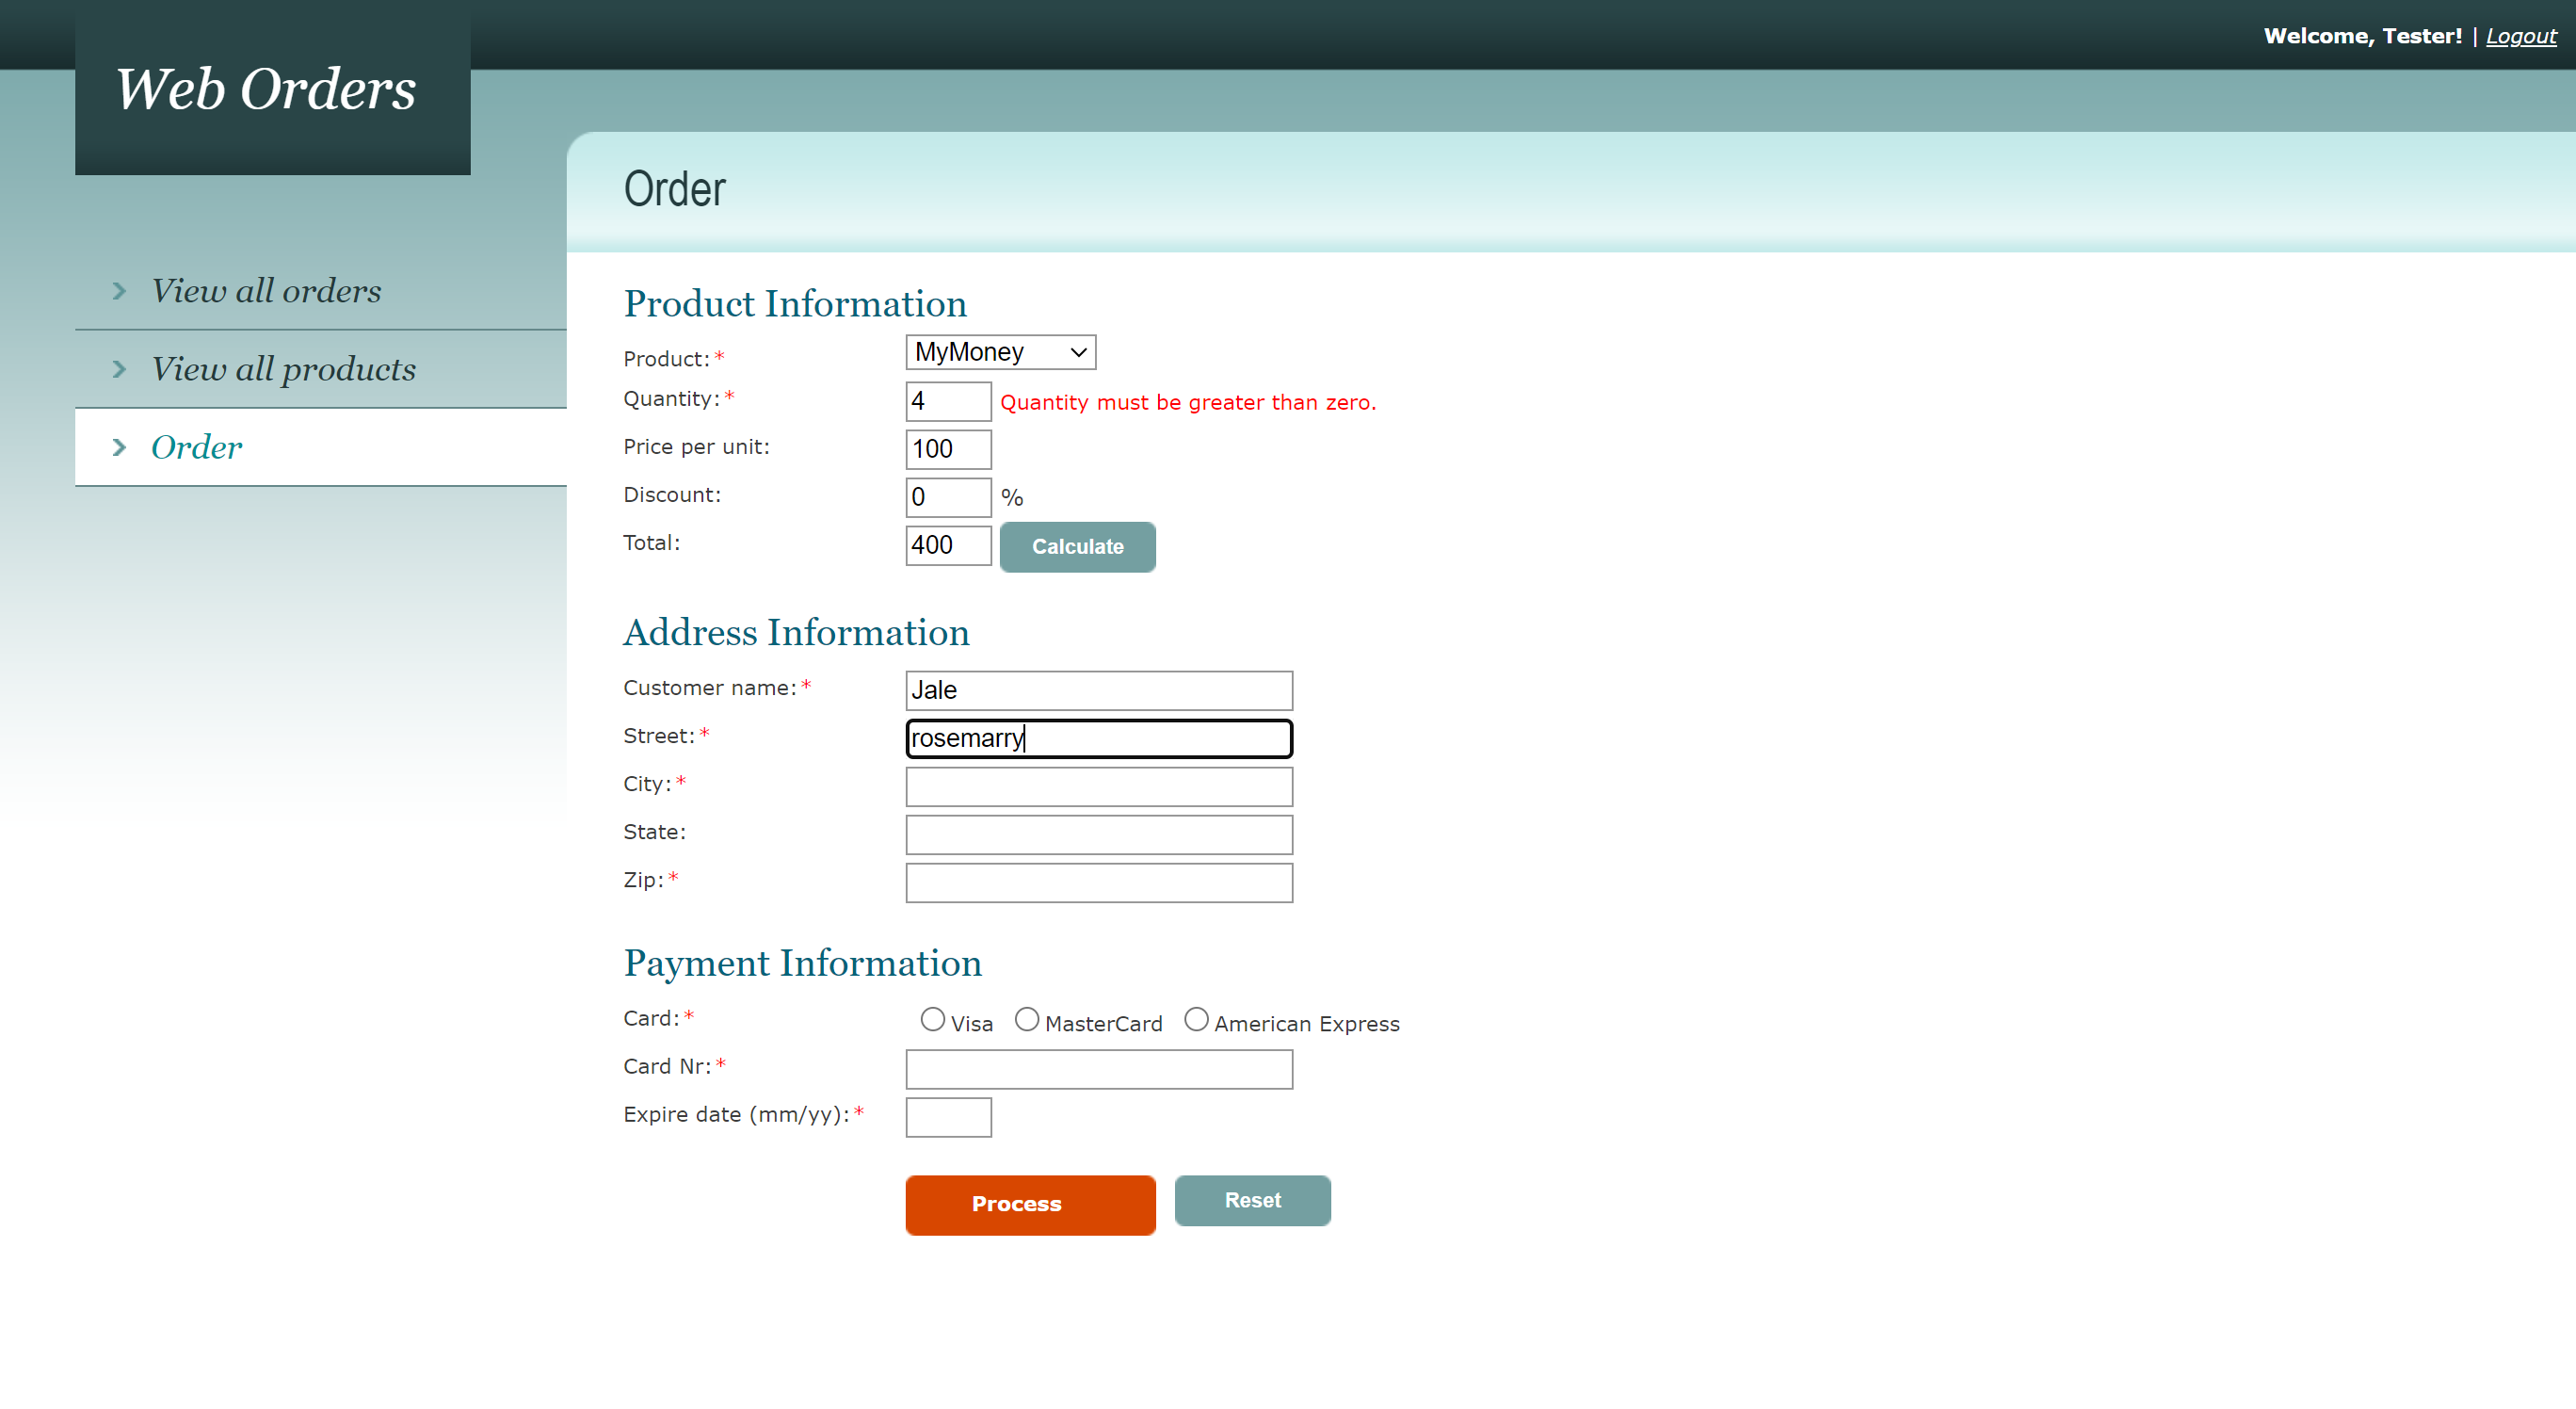 Welcome, Tester! | Logout
Web Orders
View all orders
View all products
Order
Order
Product Information
Product:* MyMoney
Quantity:* 4 Quantity must be greater than zero.
Price per unit: 100
Discount: 0 %
Total: 400 Calculate
Address Information
Customer name:* Jale
Street:* rosemarry
City:*
State:
Zip:*
Payment Information
Card:* Visa MasterCard American Express
Card Nr:*
Expire date (mm/yy):*
Process Reset